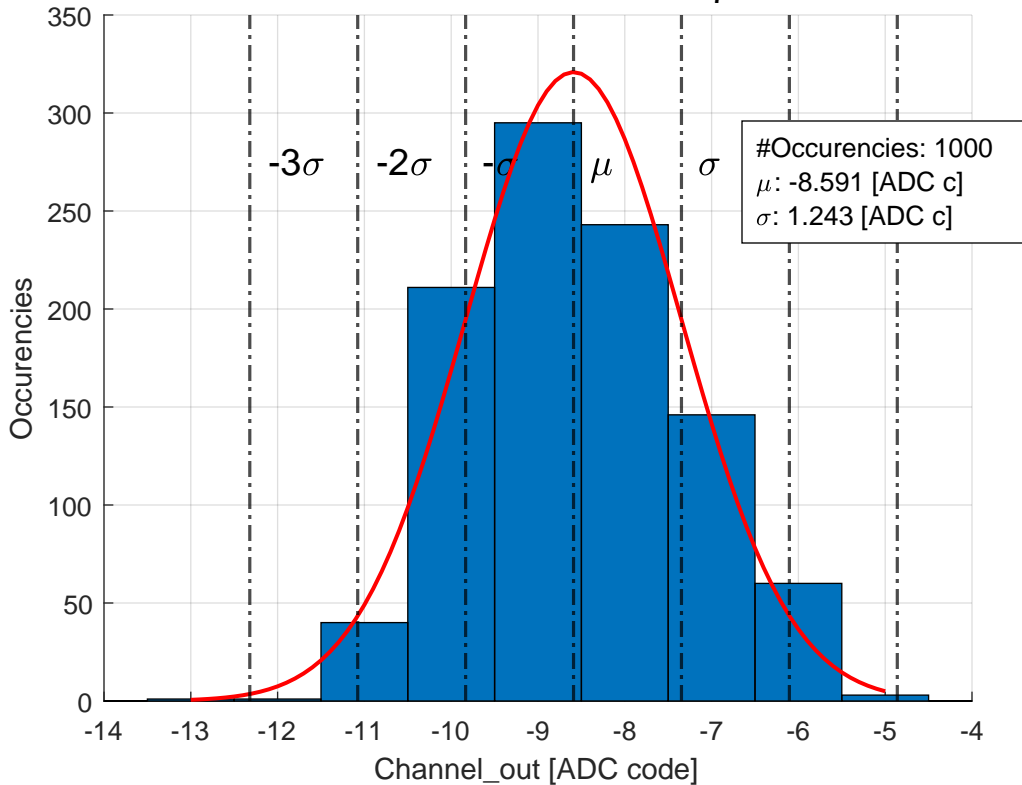 350
300
250
200
150
100
50
0
Occurencies
-3σ
-2σ
-σ
μ
σ
#Occurencies: 1000
μ: -8.591 [ADC c]
σ: 1.243 [ADC c]
-14
-13
-12
-11
-10
-9
-8
-7
-6
-5
-4
Channel_out [ADC code]